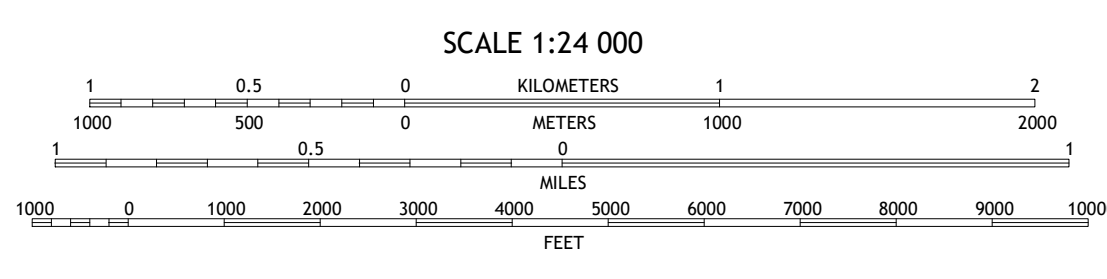 SCALE 1:24 000
1 0.5 0 KILOMETERS 1 2
1000 500 0 METERS 1000 2000
1 0.5 0 1
MILES
1000 0 1000 2000 3000 4000 5000 6000 7000 8000 9000 1000
FEET